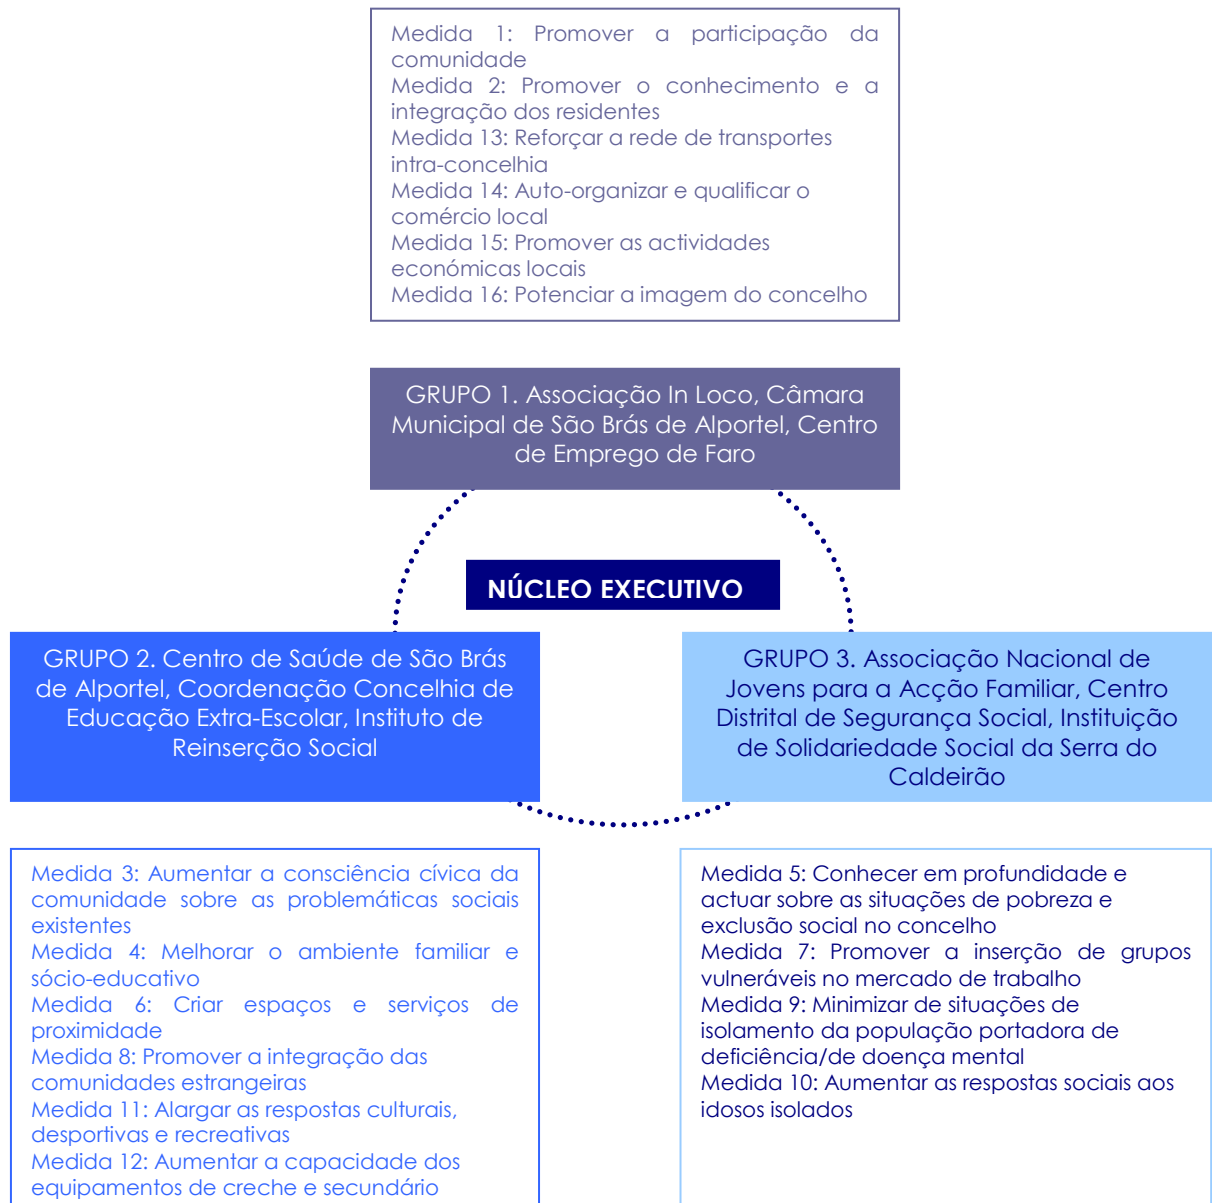 Medida 1: Promover a participação da
comunidade
Medida 2: Promover o conhecimento e a
integração dos residentes
Medida 13: Reforçar a rede de transportes
intra-concelhia
Medida 14: Auto-organizar e qualificar o
comércio local
Medida 15: Promover as actividades
económicas locais
Medida 16: Potenciar a imagem do concelho
GRUPO 1. Associação In Loco, Câmara
Municipal de São Brás de Alportel, Centro
de Emprego de Faro
NÚCLEO EXECUTIVO
GRUPO 2. Centro de Saúde de São Brás
de Alportel, Coordenação Concelhia de
Educação Extra-Escolar, Instituto de
Reinserção Social
GRUPO 3. Associação Nacional de
Jovens para a Acção Familiar, Centro
Distrital de Segurança Social, Instituição
de Solidariedade Social da Serra do
Caldeirão
Medida 3: Aumentar a consciência cívica da
comunidade sobre as problemáticas sociais
existentes
Medida 4: Melhorar o ambiente familiar e
sócio-educativo
Medida 6: Criar espaços e serviços de
proximidade
Medida 8: Promover a integração das
comunidades estrangeiras
Medida 11: Alargar as respostas culturais,
desportivas e recreativas
Medida 12: Aumentar a capacidade dos
equipamentos de creche e secundário
Medida 5: Conhecer em profundidade e
actuar sobre as situações de pobreza e
exclusão social no concelho
Medida 7: Promover a inserção de grupos
vulneráveis no mercado de trabalho
Medida 9: Minimizar de situações de
isolamento da população portadora de
deficiência/de doença mental
Medida 10: Aumentar as respostas sociais aos
idosos isolados